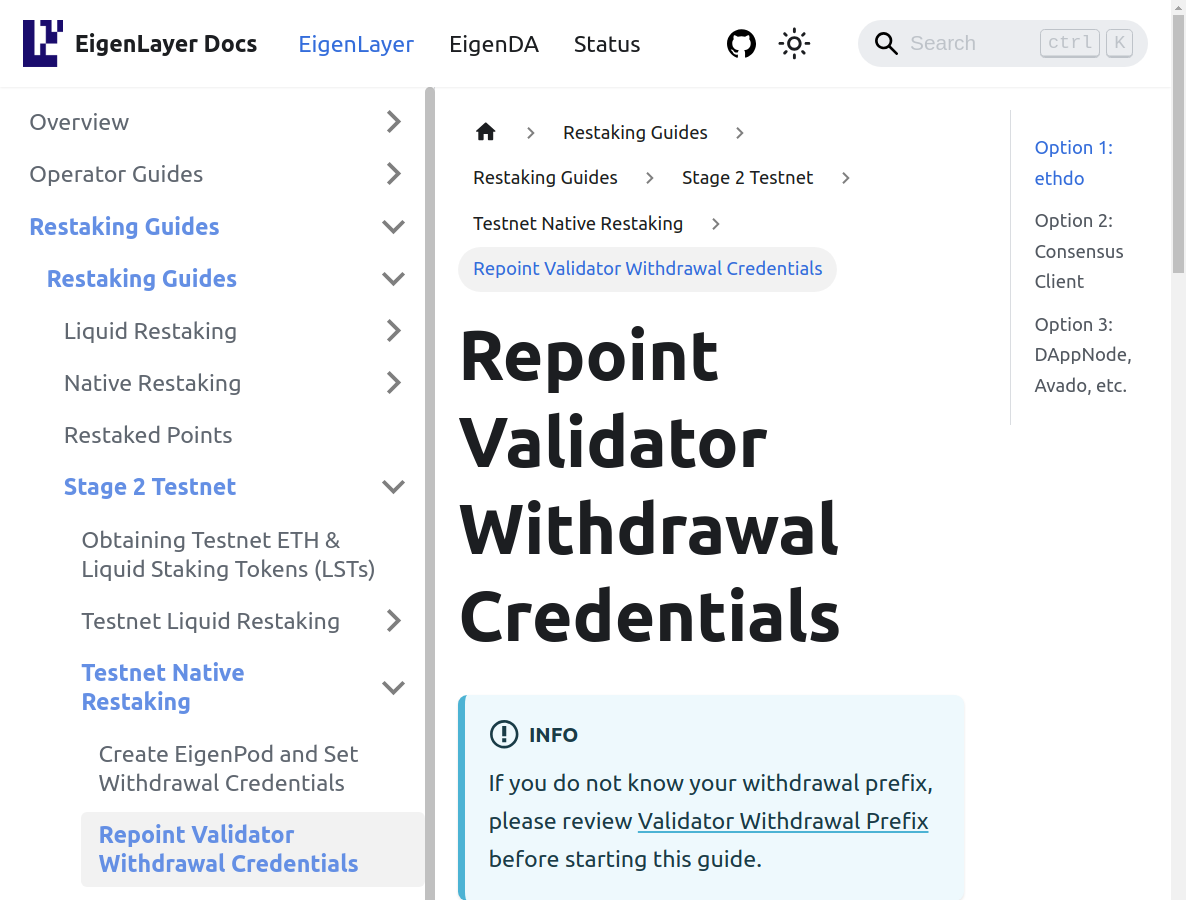 EigenLayer Docs
EigenLayer
EigenDA
Status
Search
ctrl
K
Overview
Operator Guides
Restaking Guides
Restaking Guides
Liquid Restaking
Native Restaking
Restaked Points
Stage 2 Testnet
Obtaining Testnet ETH &
Liquid Staking Tokens (LSTs)
Testnet Liquid Restaking
Testnet Native
Restaking
Create EigenPod and Set
Withdrawal Credentials
Repoint Validator
Withdrawal Credentials
Restaking Guides
Restaking Guides
Stage 2 Testnet
Testnet Native Restaking
Repoint Validator Withdrawal Credentials
Repoint
Validator
Withdrawal
Credentials
INFO
If you do not know your withdrawal prefix,
please review Validator Withdrawal Prefix
before starting this guide.
Option 1:
ethdo
Option 2:
Consensus
Client
Option 3:
DAppNode,
Avado, etc.